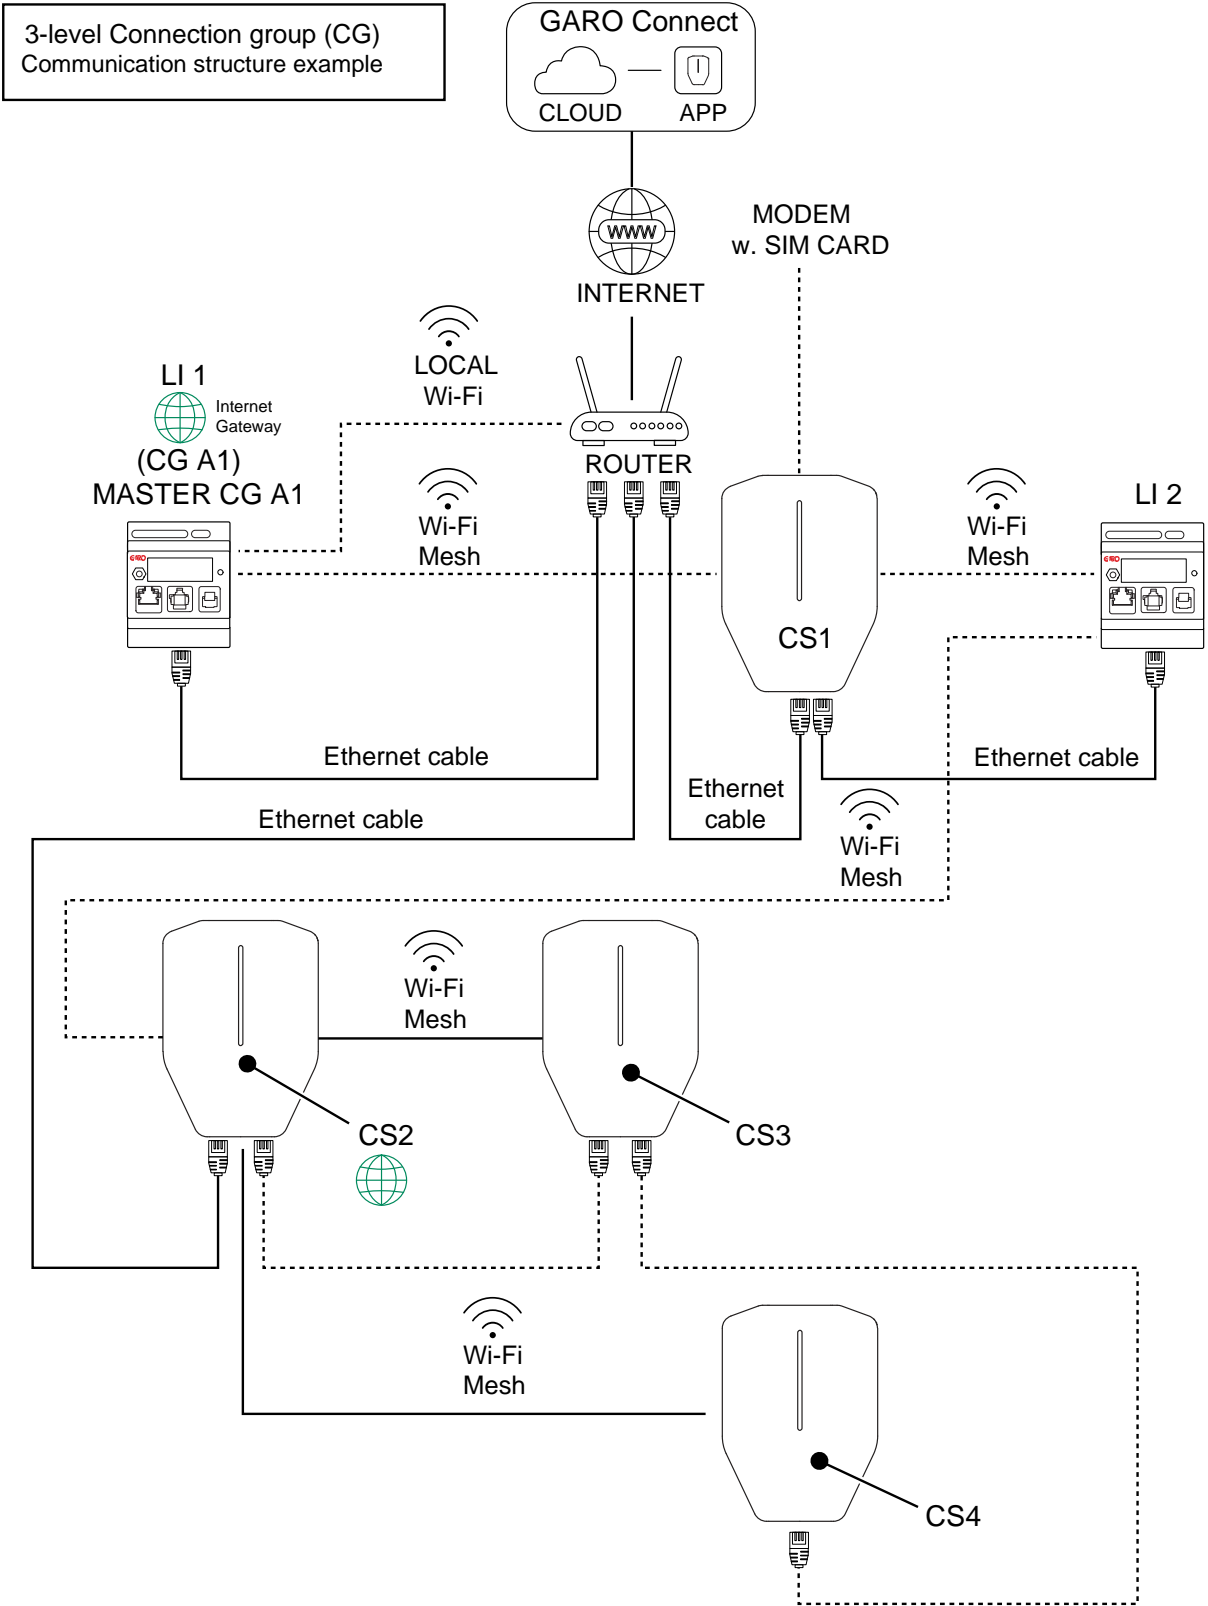 3-level Connection group (CG)
Communication structure example
GARO Connect
CLOUD
APP
WWW
INTERNET
MODEM
w. SIM CARD
LOCAL
Wi-Fi
LI 1
Internet
Gateway
(CG A1)
MASTER CG A1
ROUTER
Wi-Fi
Mesh
Wi-Fi
Mesh
LI 2
GARO
GARO
CS1
Ethernet cable
Ethernet cable
Ethernet
cable
Ethernet cable
Wi-Fi
Mesh
Wi-Fi
Mesh
CS2
CS3
Wi-Fi
Mesh
CS4